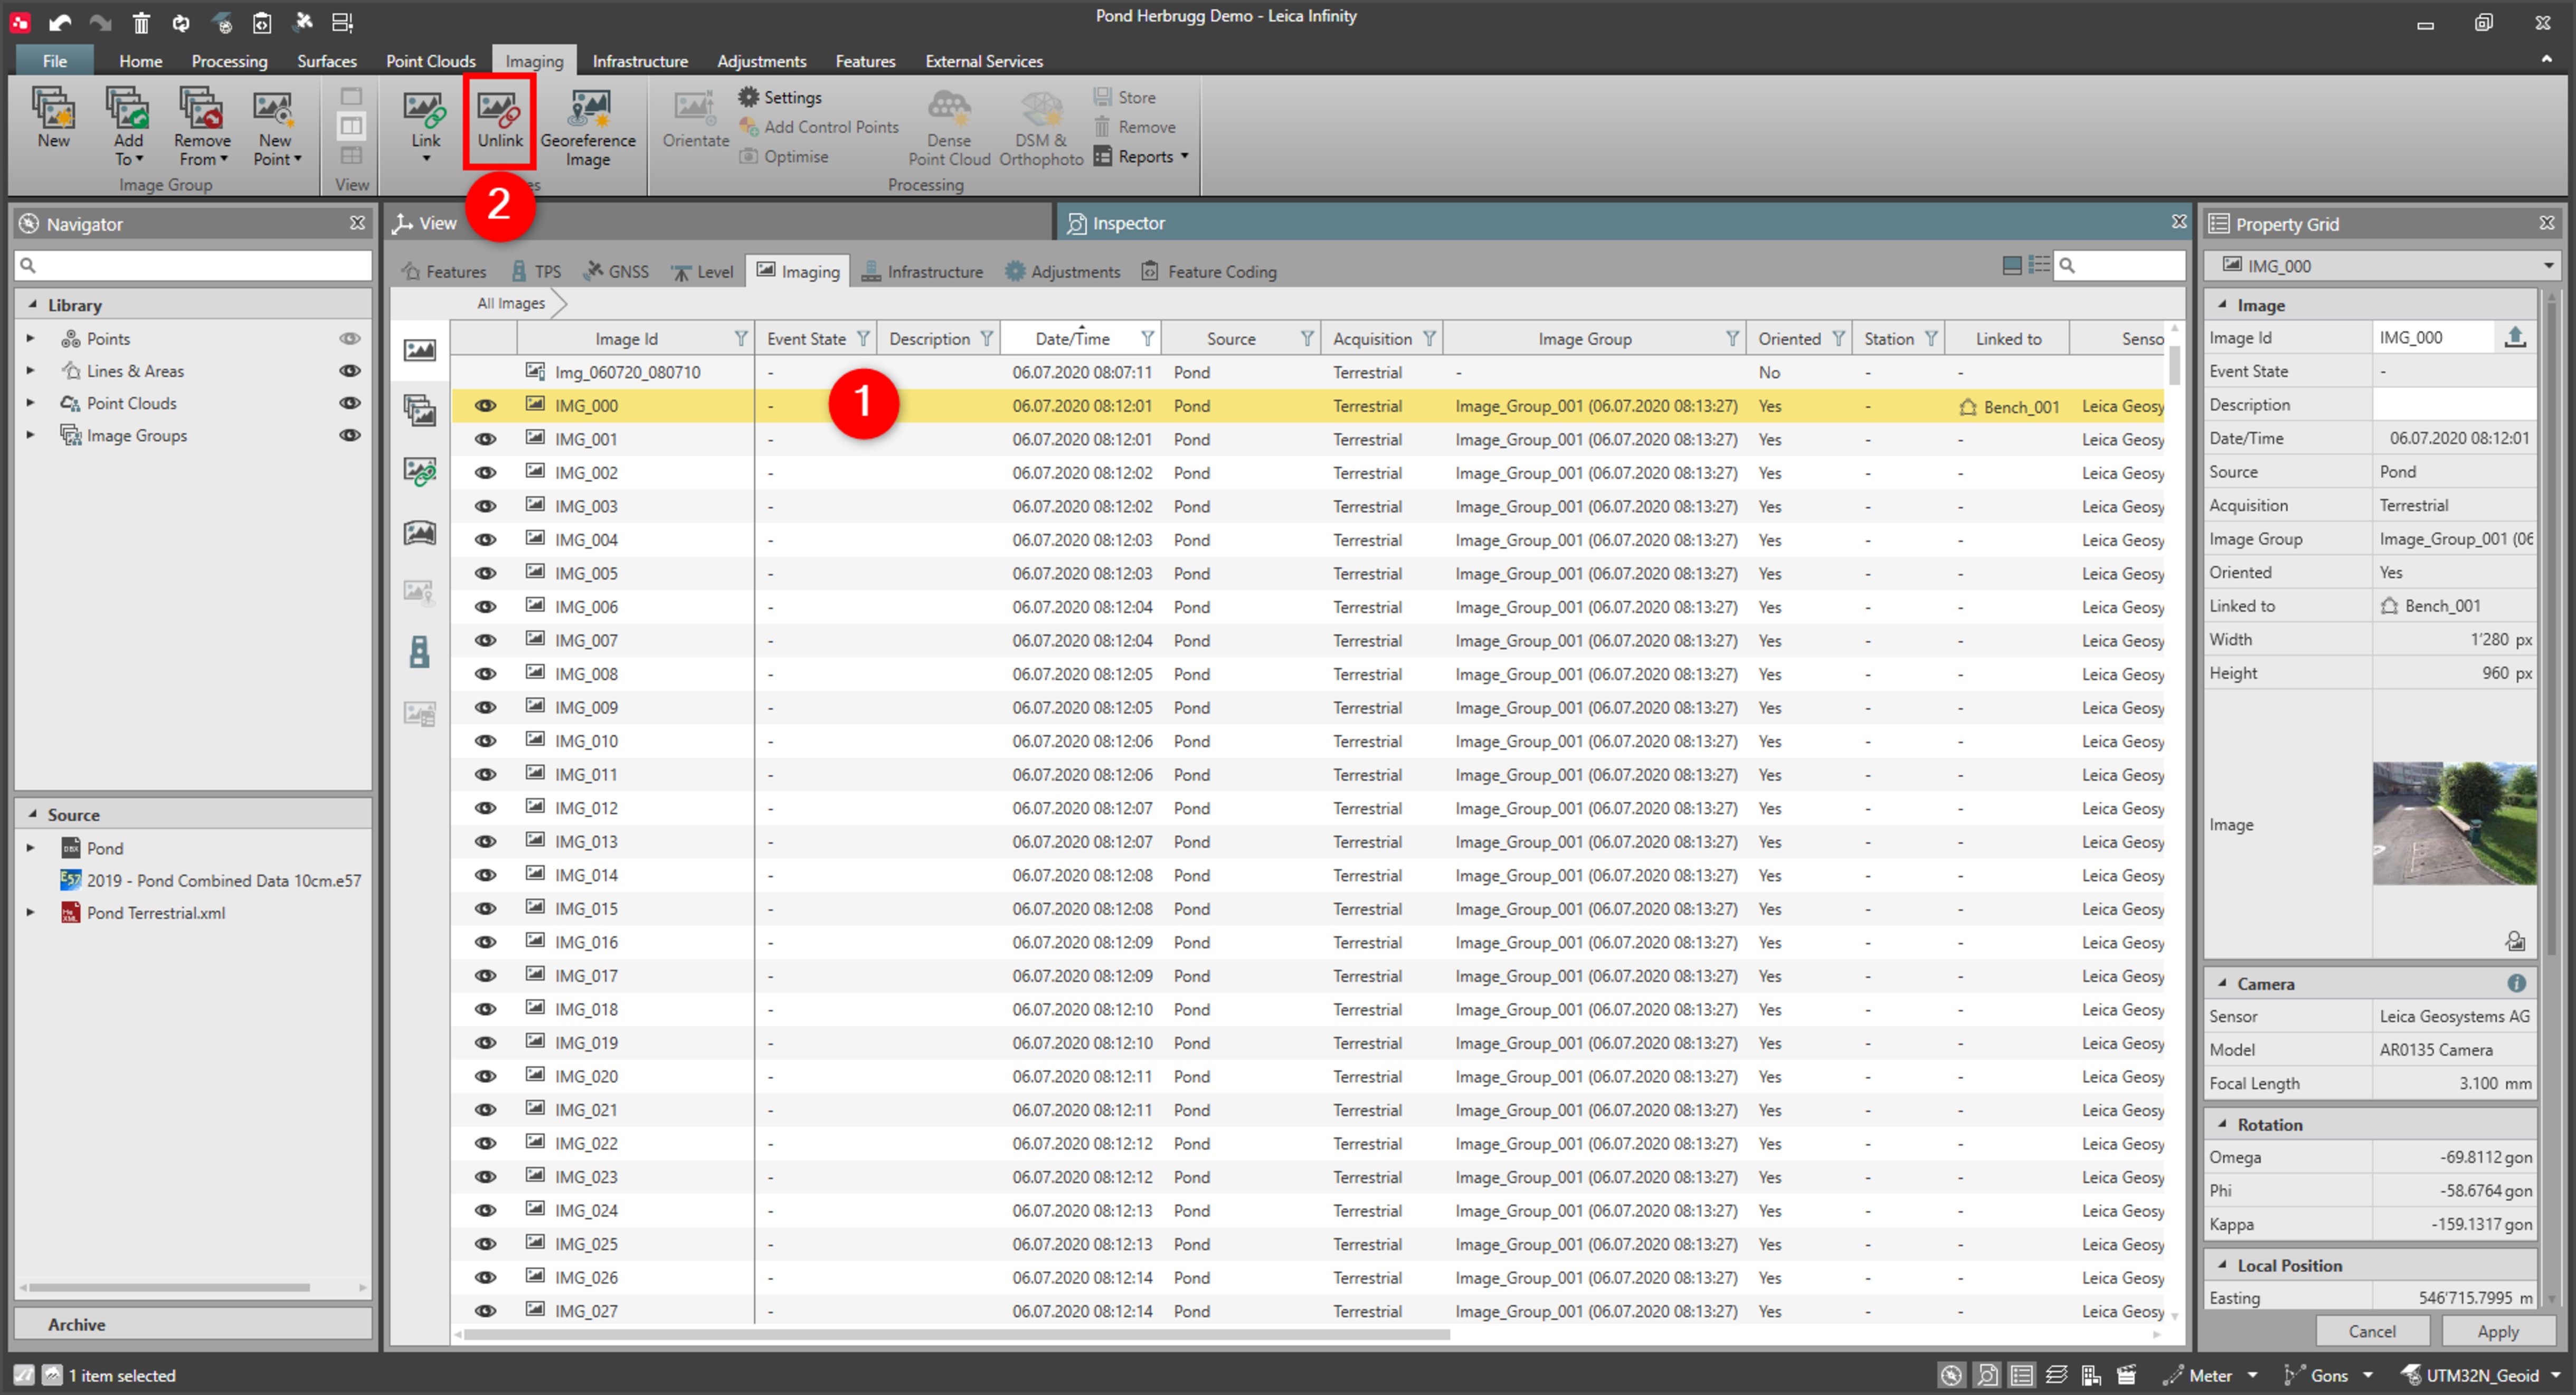 Pond Herbrugg Demo - Leica Infinity
File Home Processing Surfaces Point Clouds Imaging Infrastructure Adjustments Features External Services
New Add To Remove From New Point Link Unlink Georeference Image Orientate Settings Add Control Points Optimise Dense Point Cloud DSM & Orthophoto Store Remove Reports
Image Group View es Processing
2
Navigator View Inspector Property Grid
Features TPS GNSS Level Imaging Infrastructure Adjustments Feature Coding IMG_000
Library
Points
Lines & Areas
Point Clouds
Image Groups
Source
DBX Pond
E57 2019 - Pond Combined Data 10cm.e57
He XML Pond Terrestrial.xml
Archive
All Images
Image Id Event State Description Date/Time Source Acquisition Image Group Oriented Station Linked to Senso
Img_060720_080710 - 06.07.2020 08:07:11 Pond Terrestrial - No - -
1
IMG_000 - 06.07.2020 08:12:01 Pond Terrestrial Image_Group_001 (06.07.2020 08:13:27) Yes - Bench_001 Leica Geosy
IMG_001 - 06.07.2020 08:12:01 Pond Terrestrial Image_Group_001 (06.07.2020 08:13:27) Yes - - Leica Geosy
IMG_002 - 06.07.2020 08:12:02 Pond Terrestrial Image_Group_001 (06.07.2020 08:13:27) Yes - - Leica Geosy
IMG_003 - 06.07.2020 08:12:02 Pond Terrestrial Image_Group_001 (06.07.2020 08:13:27) Yes - - Leica Geosy
IMG_004 - 06.07.2020 08:12:03 Pond Terrestrial Image_Group_001 (06.07.2020 08:13:27) Yes - - Leica Geosy
IMG_005 - 06.07.2020 08:12:03 Pond Terrestrial Image_Group_001 (06.07.2020 08:13:27) Yes - - Leica Geosy
IMG_006 - 06.07.2020 08:12:04 Pond Terrestrial Image_Group_001 (06.07.2020 08:13:27) Yes - - Leica Geosy
IMG_007 - 06.07.2020 08:12:04 Pond Terrestrial Image_Group_001 (06.07.2020 08:13:27) Yes - - Leica Geosy
IMG_008 - 06.07.2020 08:12:05 Pond Terrestrial Image_Group_001 (06.07.2020 08:13:27) Yes - - Leica Geosy
IMG_009 - 06.07.2020 08:12:05 Pond Terrestrial Image_Group_001 (06.07.2020 08:13:27) Yes - - Leica Geosy
IMG_010 - 06.07.2020 08:12:06 Pond Terrestrial Image_Group_001 (06.07.2020 08:13:27) Yes - - Leica Geosy
IMG_011 - 06.07.2020 08:12:06 Pond Terrestrial Image_Group_001 (06.07.2020 08:13:27) Yes - - Leica Geosy
IMG_012 - 06.07.2020 08:12:07 Pond Terrestrial Image_Group_001 (06.07.2020 08:13:27) Yes - - Leica Geosy
IMG_013 - 06.07.2020 08:12:07 Pond Terrestrial Image_Group_001 (06.07.2020 08:13:27) Yes - - Leica Geosy
IMG_014 - 06.07.2020 08:12:08 Pond Terrestrial Image_Group_001 (06.07.2020 08:13:27) Yes - - Leica Geosy
IMG_015 - 06.07.2020 08:12:08 Pond Terrestrial Image_Group_001 (06.07.2020 08:13:27) Yes - - Leica Geosy
IMG_016 - 06.07.2020 08:12:09 Pond Terrestrial Image_Group_001 (06.07.2020 08:13:27) Yes - - Leica Geosy
IMG_017 - 06.07.2020 08:12:09 Pond Terrestrial Image_Group_001 (06.07.2020 08:13:27) Yes - - Leica Geosy
IMG_018 - 06.07.2020 08:12:10 Pond Terrestrial Image_Group_001 (06.07.2020 08:13:27) Yes - - Leica Geosy
IMG_019 - 06.07.2020 08:12:10 Pond Terrestrial Image_Group_001 (06.07.2020 08:13:27) Yes - - Leica Geosy
IMG_020 - 06.07.2020 08:12:11 Pond Terrestrial Image_Group_001 (06.07.2020 08:13:27) Yes - - Leica Geosy
IMG_021 - 06.07.2020 08:12:11 Pond Terrestrial Image_Group_001 (06.07.2020 08:13:27) Yes - - Leica Geosy
IMG_022 - 06.07.2020 08:12:12 Pond Terrestrial Image_Group_001 (06.07.2020 08:13:27) Yes - - Leica Geosy
IMG_023 - 06.07.2020 08:12:12 Pond Terrestrial Image_Group_001 (06.07.2020 08:13:27) Yes - - Leica Geosy
IMG_024 - 06.07.2020 08:12:13 Pond Terrestrial Image_Group_001 (06.07.2020 08:13:27) Yes - - Leica Geosy
IMG_025 - 06.07.2020 08:12:13 Pond Terrestrial Image_Group_001 (06.07.2020 08:13:27) Yes - - Leica Geosy
IMG_026 - 06.07.2020 08:12:14 Pond Terrestrial Image_Group_001 (06.07.2020 08:13:27) Yes - - Leica Geosy
IMG_027 - 06.07.2020 08:12:14 Pond Terrestrial Image_Group_001 (06.07.2020 08:13:27) Yes - - Leica Geosy
Image
Image Id IMG_000
Event State -
Description
Date/Time 06.07.2020 08:12:01
Source Pond
Acquisition Terrestrial
Image Group Image_Group_001 (06
Oriented Yes
Linked to Bench_001
Width 1'280 px
Height 960 px
Image
Camera
Sensor Leica Geosystems AG
Model AR0135 Camera
Focal Length 3.100 mm
Rotation
Omega -69.8112 gon
Phi -58.6764 gon
Kappa -159.1317 gon
Local Position
Easting 546'715.7995 m
Cancel Apply
1 item selected Meter Gons UTM32N_Geoid